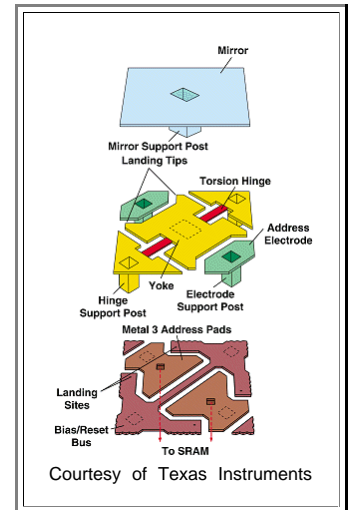 Mirror
Mirror Support Post
Landing Tips
Torsion Hinge
Address
Electrode
Yoke
Electrode
Support Post
Hinge
Support Post
Metal 3 Address Pads
Landing
Sites
Bias/Reset
Bus
To SRAM
Courtesy of Texas Instruments